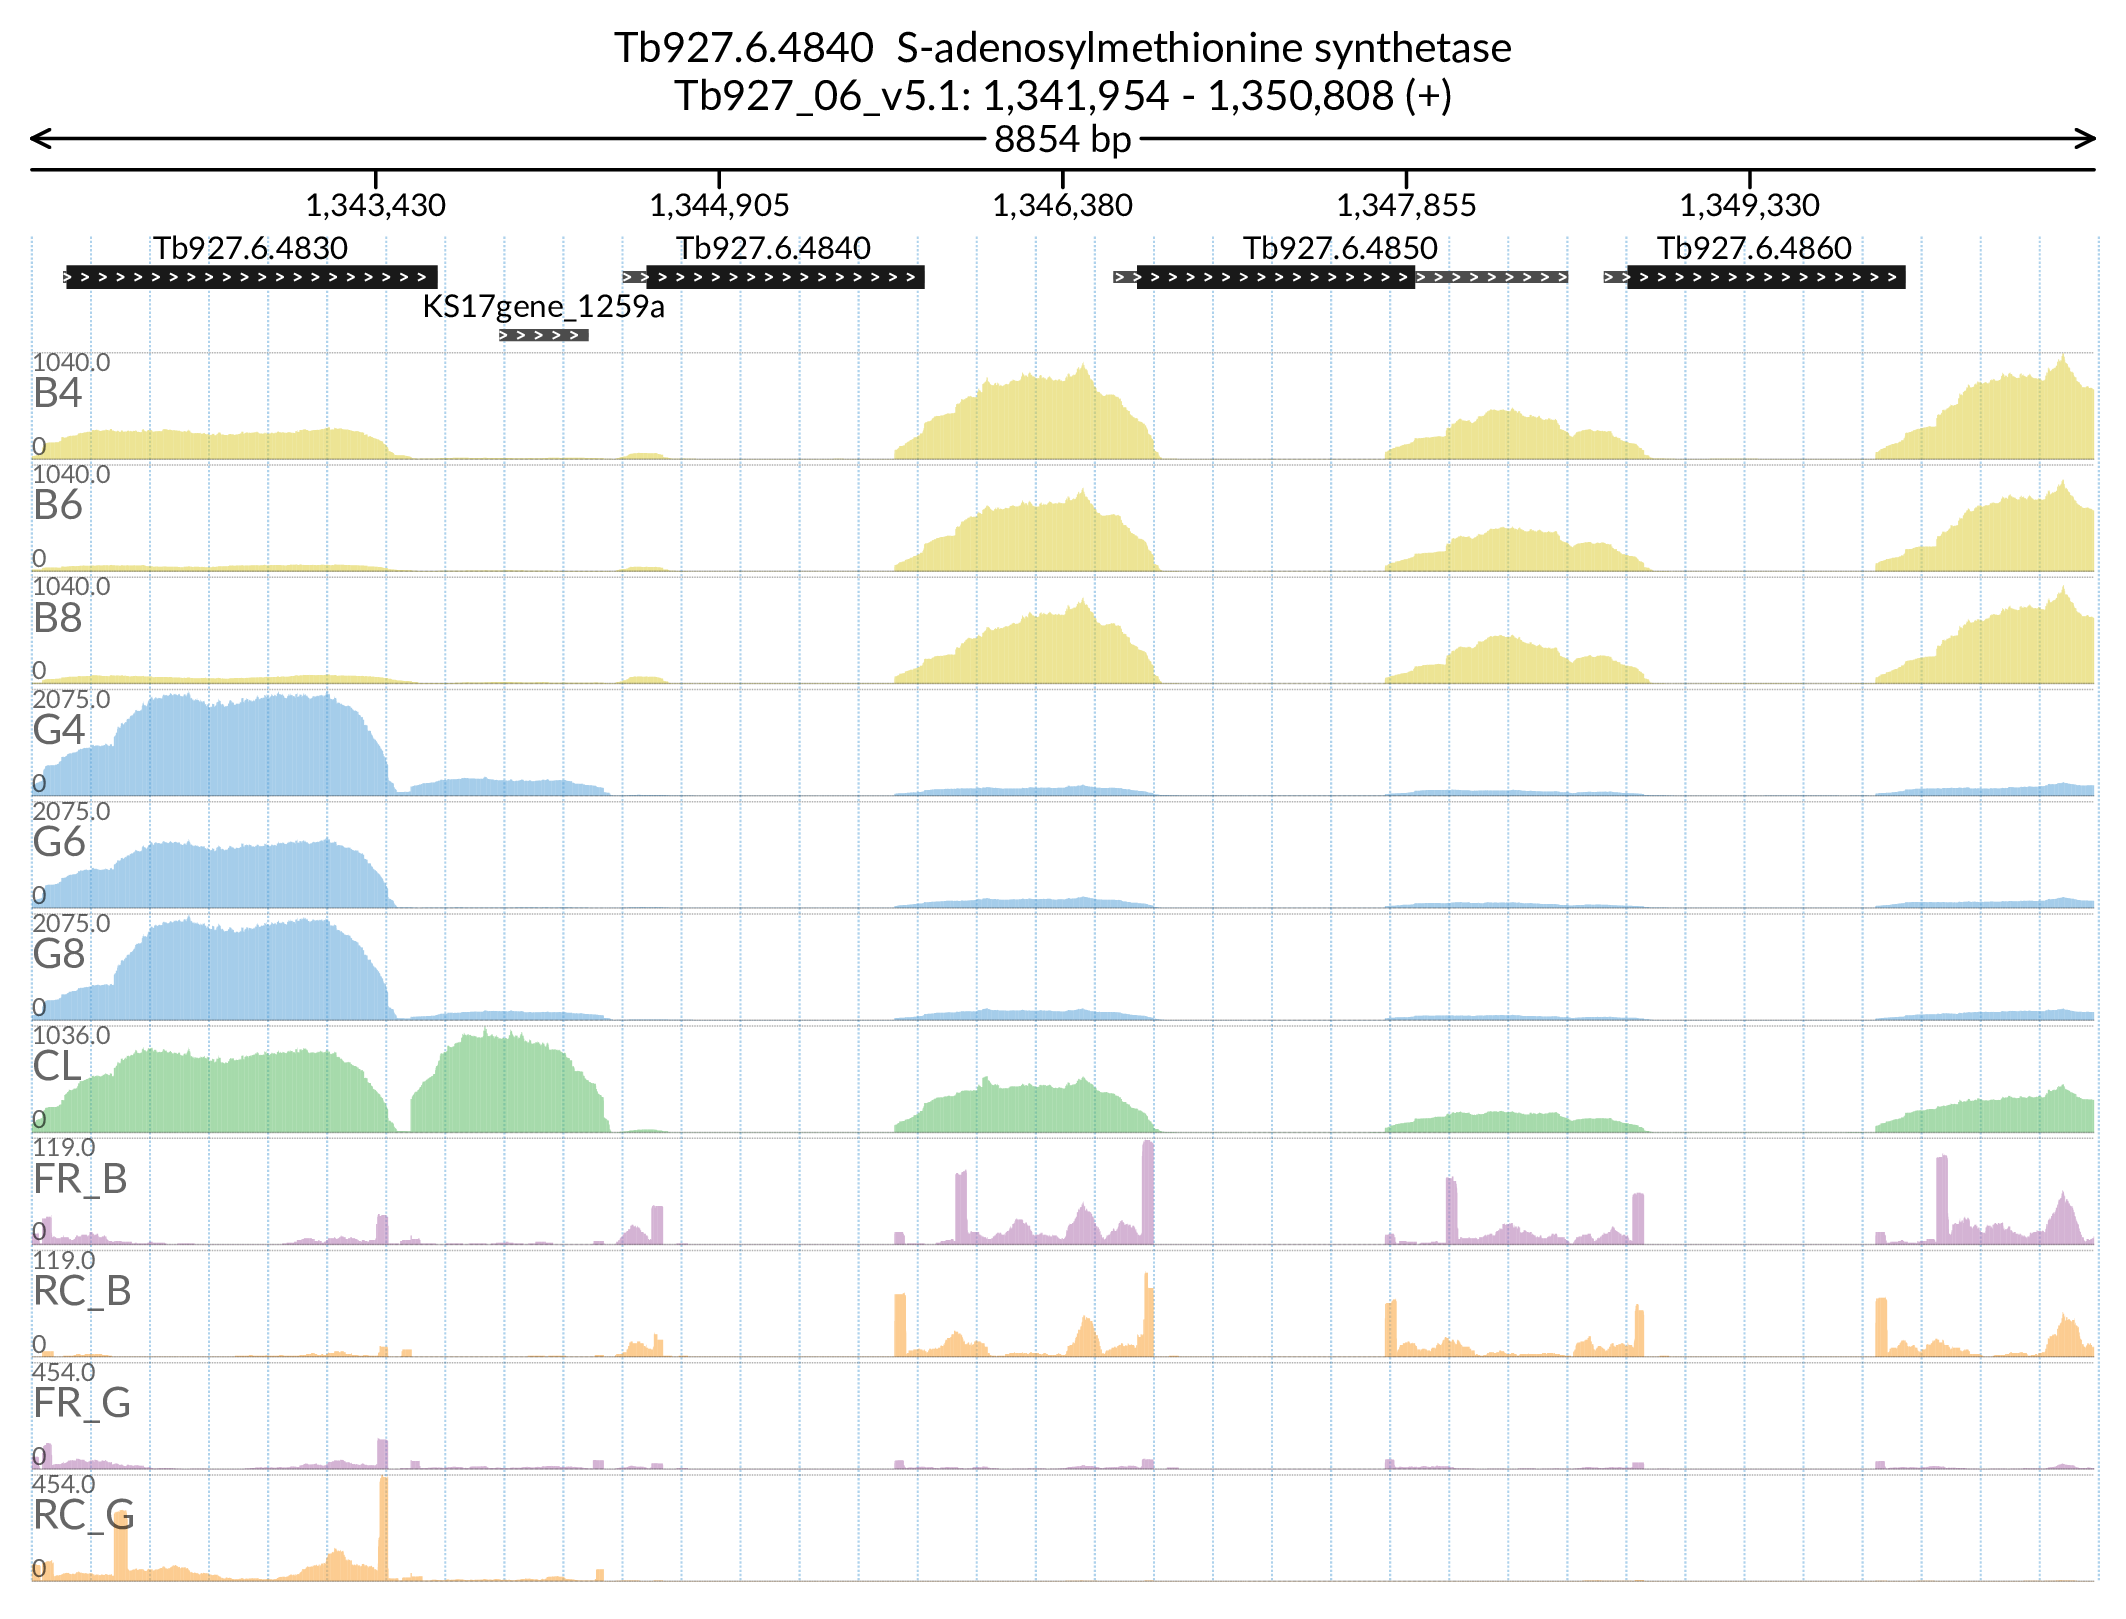 Tb927.6.4840  S-adenosylmethionine synthetase
Tb927_06_v5.1: 1,341,954 - 1,350,808 (+)
8854 bp
1,343,430 1,344,905 1,346,380 1,347,855 1,349,330
Tb927.6.4830 Tb927.6.4840 Tb927.6.4850 Tb927.6.4860
KS17gene_1259a
1040.0
B4
0
1040.0
B6
0
1040.0
B8
0
2075.0
G4
0
2075.0
G6
0
2075.0
G8
0
1036.0
CL
0
119.0
FR_B
0
119.0
RC_B
0
454.0
FR_G
0
454.0
RC_G
0